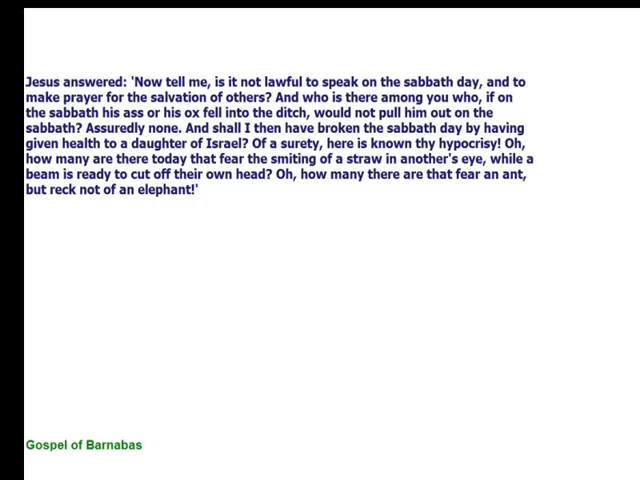 Jesus answered: 'Now tell me, is it not lawful to speak on the sabbath day, and to
make prayer for the salvation of others? And who is there among you who, if on
the sabbath his ass or his ox fell into the ditch, would not pull him out on the
sabbath? Assuredly none. And shall I then have broken the sabbath day by having
given health to a daughter of Israel? Of a surety, here is known thy hypocrisy! Oh,
how many are there today that fear the smiting of a straw in another's eye, while a
beam is ready to cut off their own head? Oh, how many there are that fear an ant,
but reck not of an elephant!'
Gospel of Barnabas